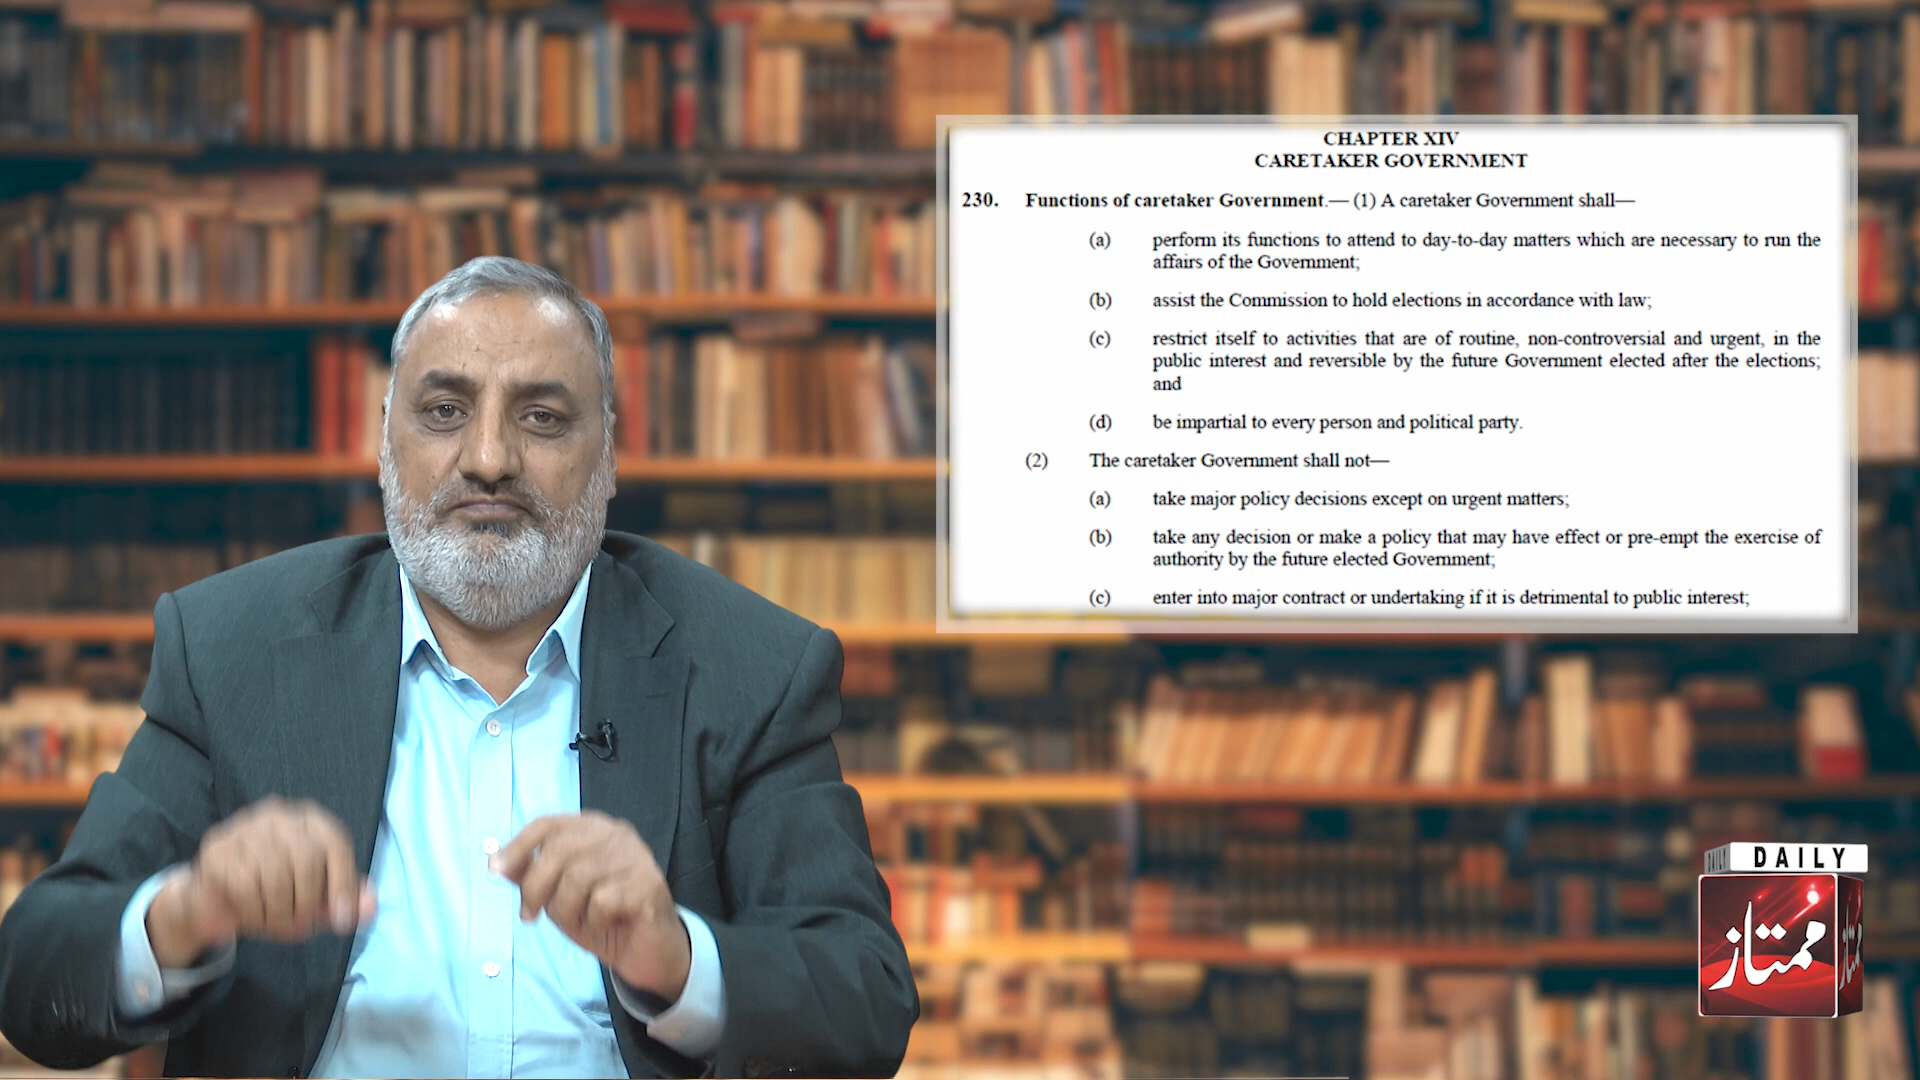 CHAPTER XIV
CARETAKER GOVERNMENT
230. Functions of caretaker Government.— (1) A caretaker Government shall—
(a) perform its functions to attend to day-to-day matters which are necessary to run the
affairs of the Government;
(b) assist the Commission to hold elections in accordance with law;
(c) restrict itself to activities that are of routine, non-controversial and urgent, in the
public interest and reversible by the future Government elected after the elections;
and
(d) be impartial to every person and political party.
(2) The caretaker Government shall not—
(a) take major policy decisions except on urgent matters;
(b) take any decision or make a policy that may have effect or pre-empt the exercise of
authority by the future elected Government;
(c) enter into major contract or undertaking if it is detrimental to public interest;
DAILY
DAILY
ممتاز
ممتاز